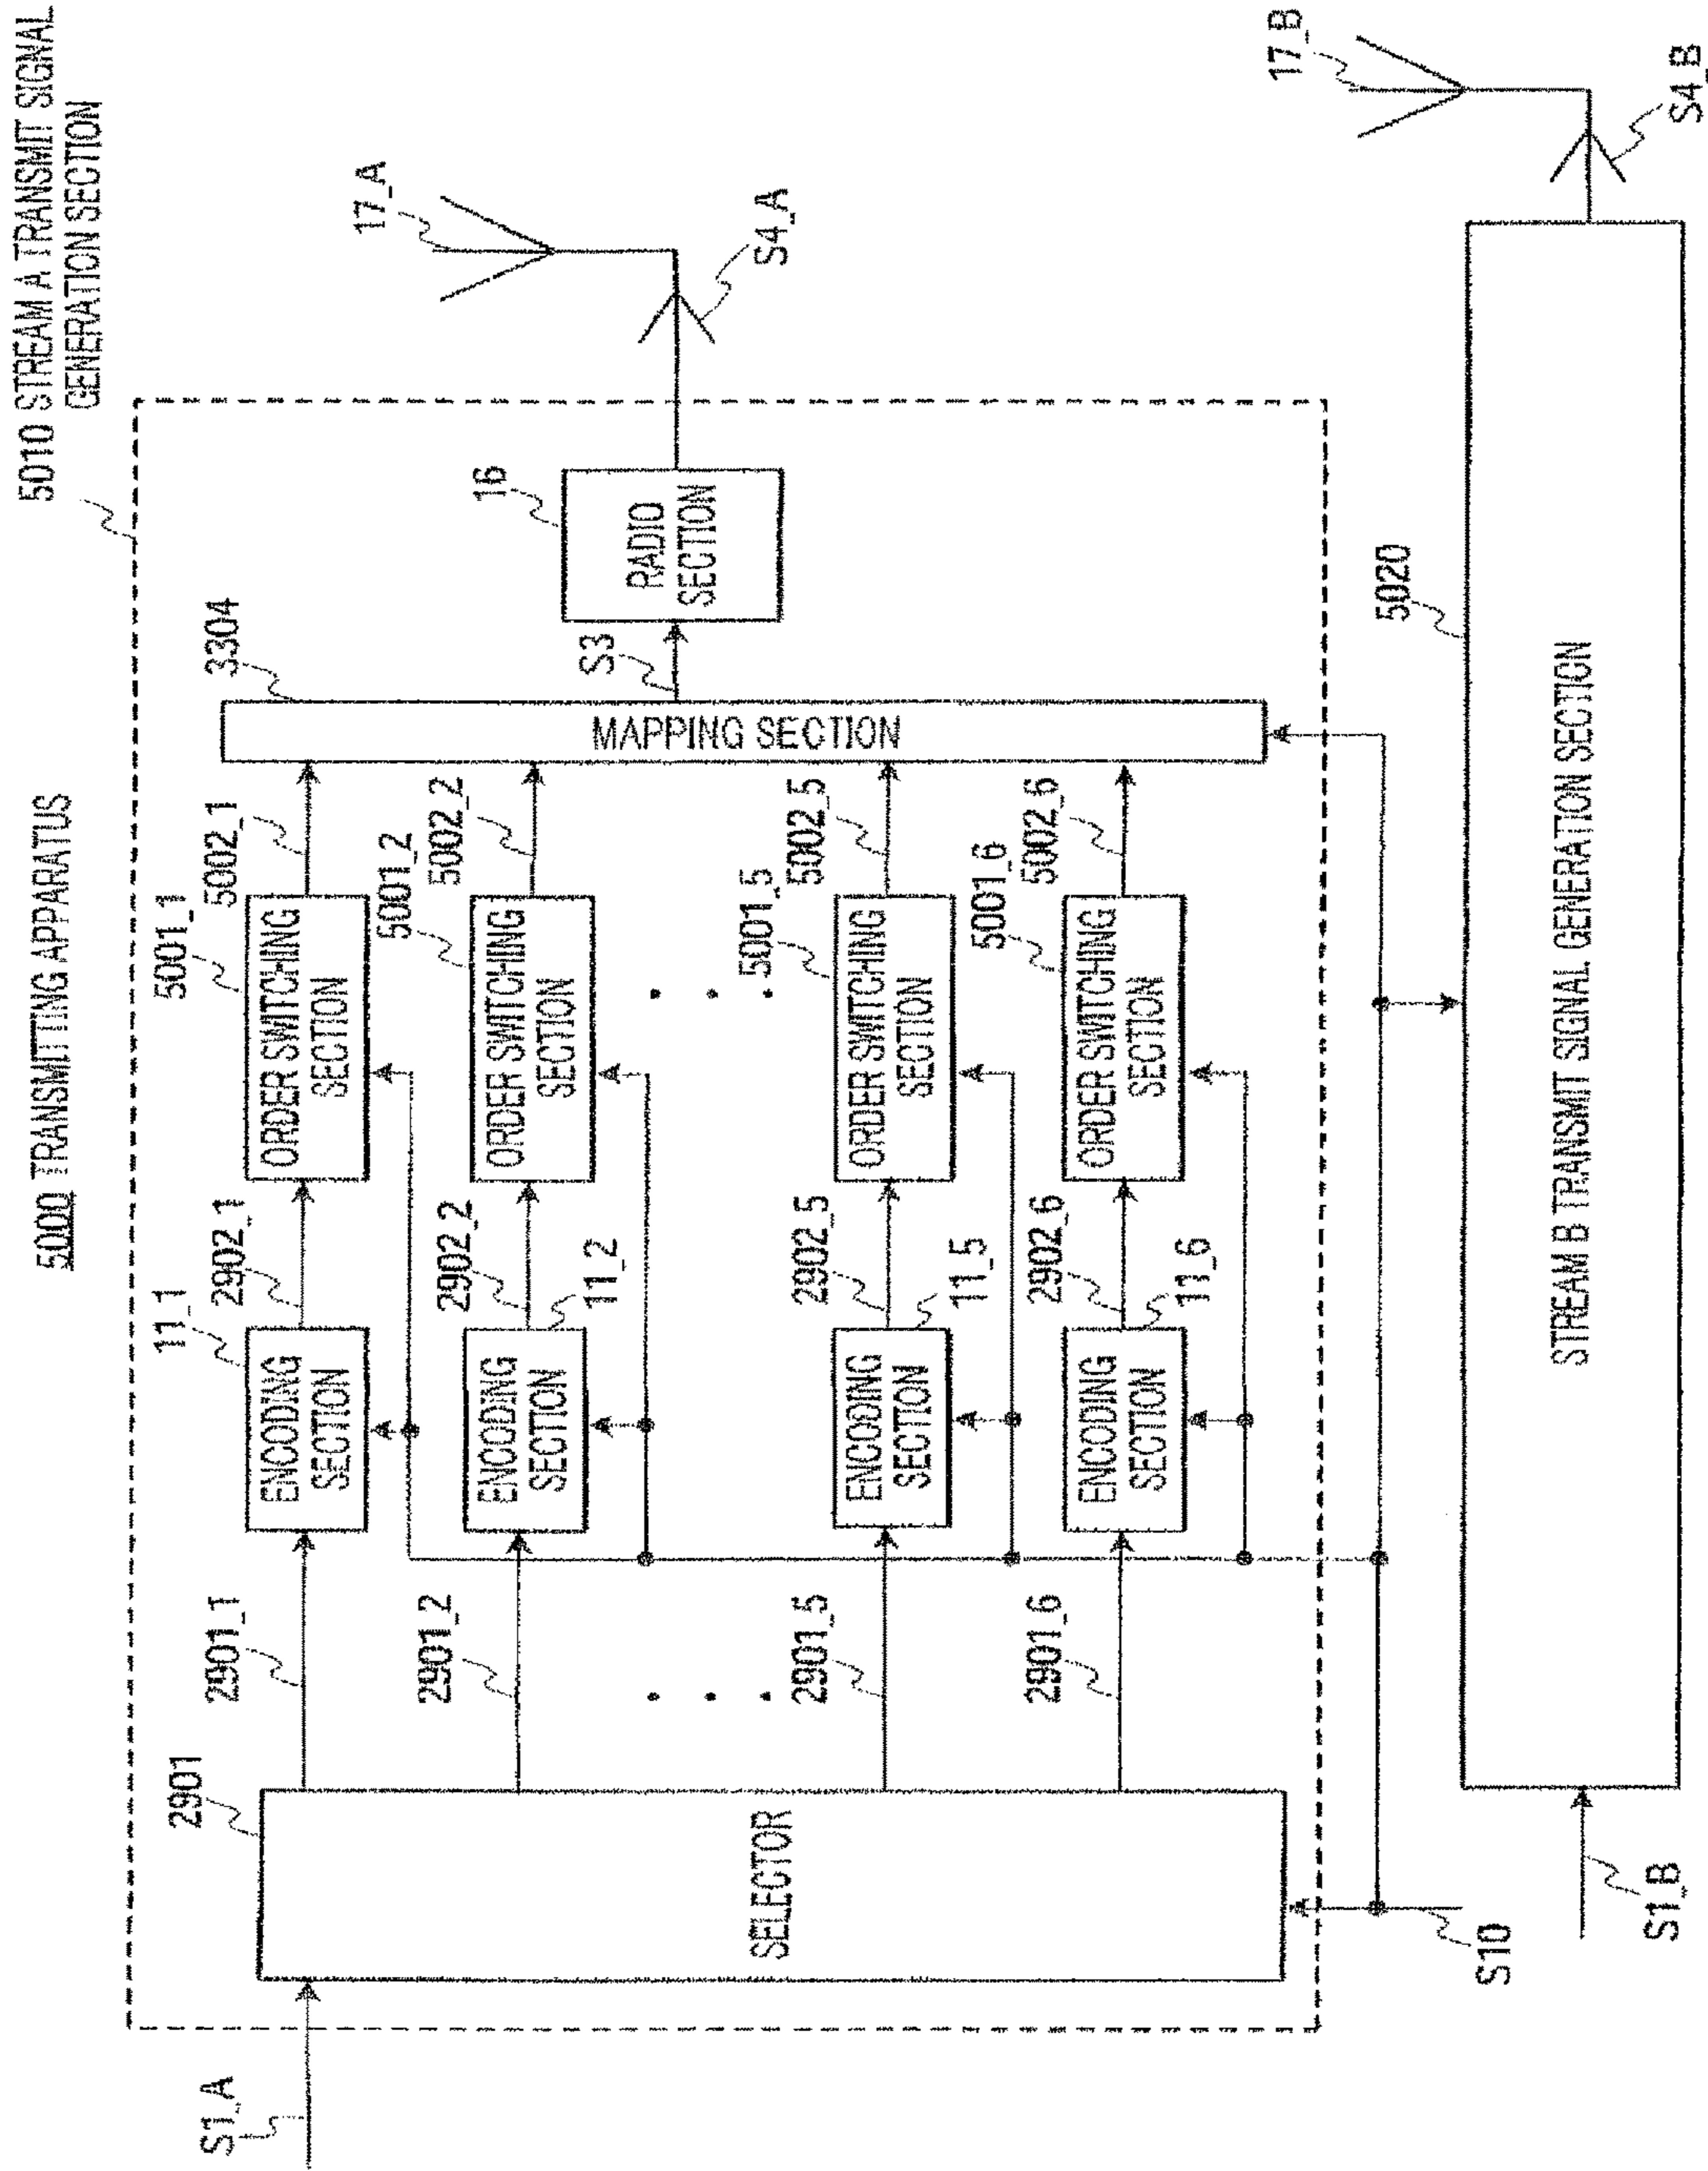 5000 TRANSMITTING APPARATUS
5010 STREAM A TRANSMIT SIGNAL
GENERATION SECTION
S1_A
2901
SELECTOR
2901_1
11_1
ENCODING
SECTION
2902_1
5001_1
ORDER SWITCHING
SECTION
5002_1
3304
MAPPING SECTION
S3
16
RADIO
SECTION
17_A
S4_A
2901_2
ENCODING
SECTION
11_2
2902_2
5001_2
ORDER SWITCHING
SECTION
5002_2
2901_5
ENCODING
SECTION
11_5
2902_5
5001_5
ORDER SWITCHING
SECTION
5002_5
2901_6
ENCODING
SECTION
11_6
2902_6
5001_6
ORDER SWITCHING
SECTION
5002_6
S10
S1_B
5020
STREAM B TRANSMIT SIGNAL GENERATION SECTION
17_B
S4_B